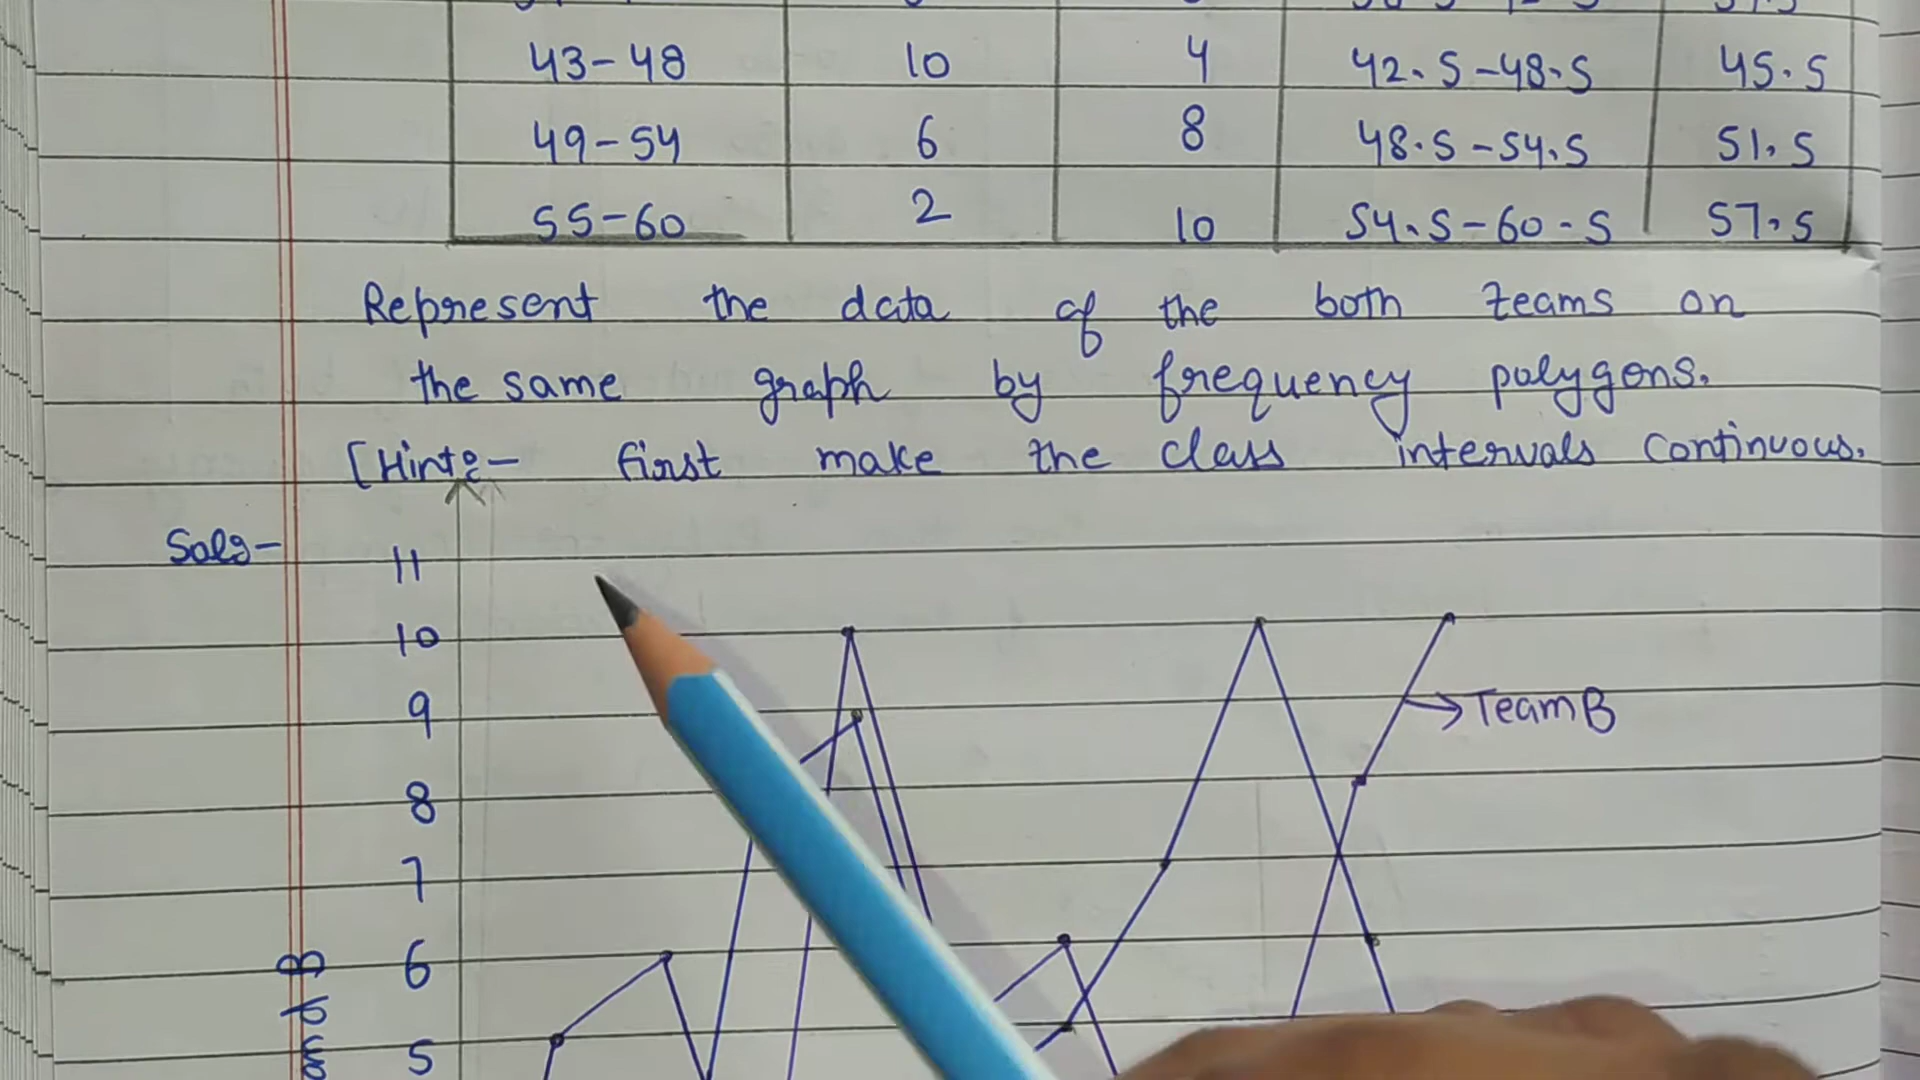 43-48 10 4 42.5-48.5 45.5
49-54 6 8 48.5-54.5 51.5
55-60 2 10 54.5-60-5 57.5
Represent the data of the both teams on
the same graph by frequency polygons.
[Hint:- first make the class intervals continuous.
Sol:-
11
10
9
Team B
8
7
6
5